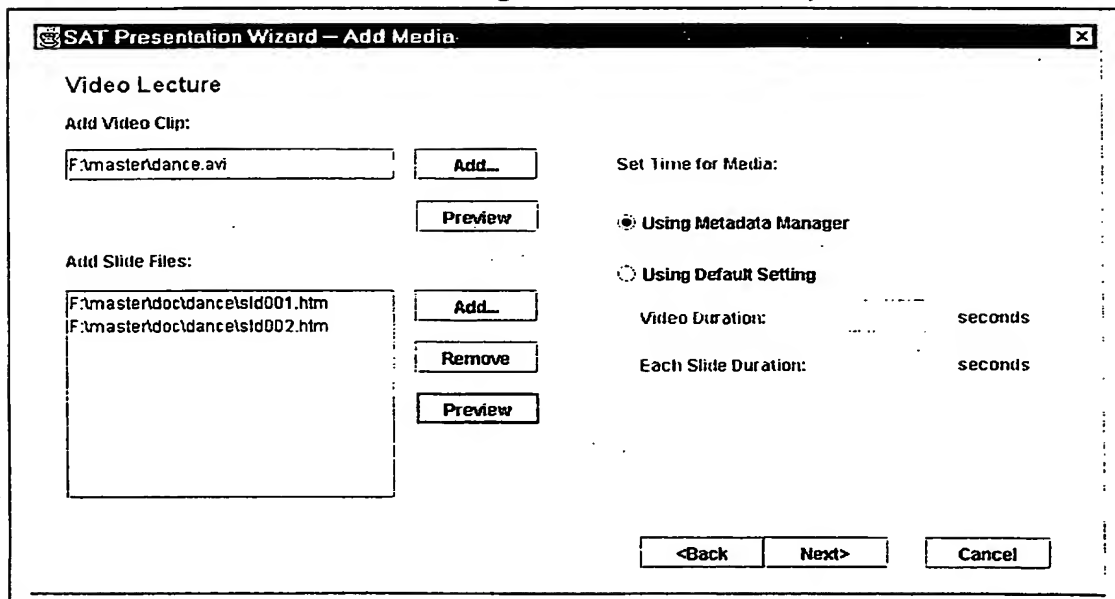 SAT Presentation Wizard – Add Media
Video Lecture
Add Video Clip:
F:\master\dance.avi
Add...
Preview
Set Time for Media:
Using Metadata Manager
Using Default Setting
Video Duration: seconds
Each Slide Duration: seconds
Add Slide Files:
F:\master\doc\dance\sld001.htm
F:\master\doc\dance\sld002.htm
Add...
Remove
Preview
<Back
Next>
Cancel